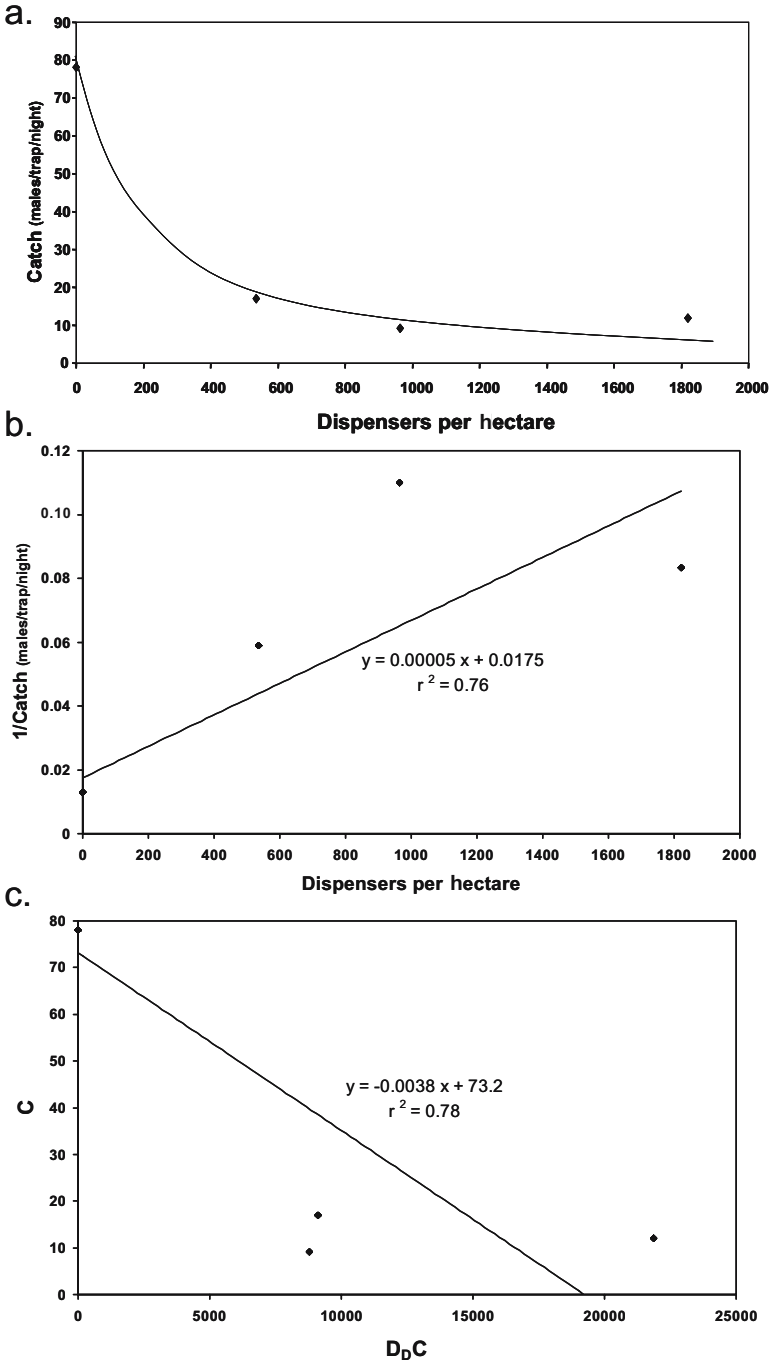 a.
90
80
70
60
50
40
30
20
10
0
Catch (males/trap/night)
0 200 400 600 800 1000 1200 1400 1600 1800 2000
Dispensers per hectare
b.
0.12
0.10
0.08
0.06
0.04
0.02
0
1/Catch (males/trap/night)
y = 0.00005 x + 0.0175
r 2 = 0.76
0 200 400 600 800 1000 1200 1400 1600 1800 2000
Dispensers per hectare
c.
80
70
60
50
40
30
20
10
0
C
y = -0.0038 x + 73.2
r 2 = 0.78
0 5000 10000 15000 20000 25000
DDC